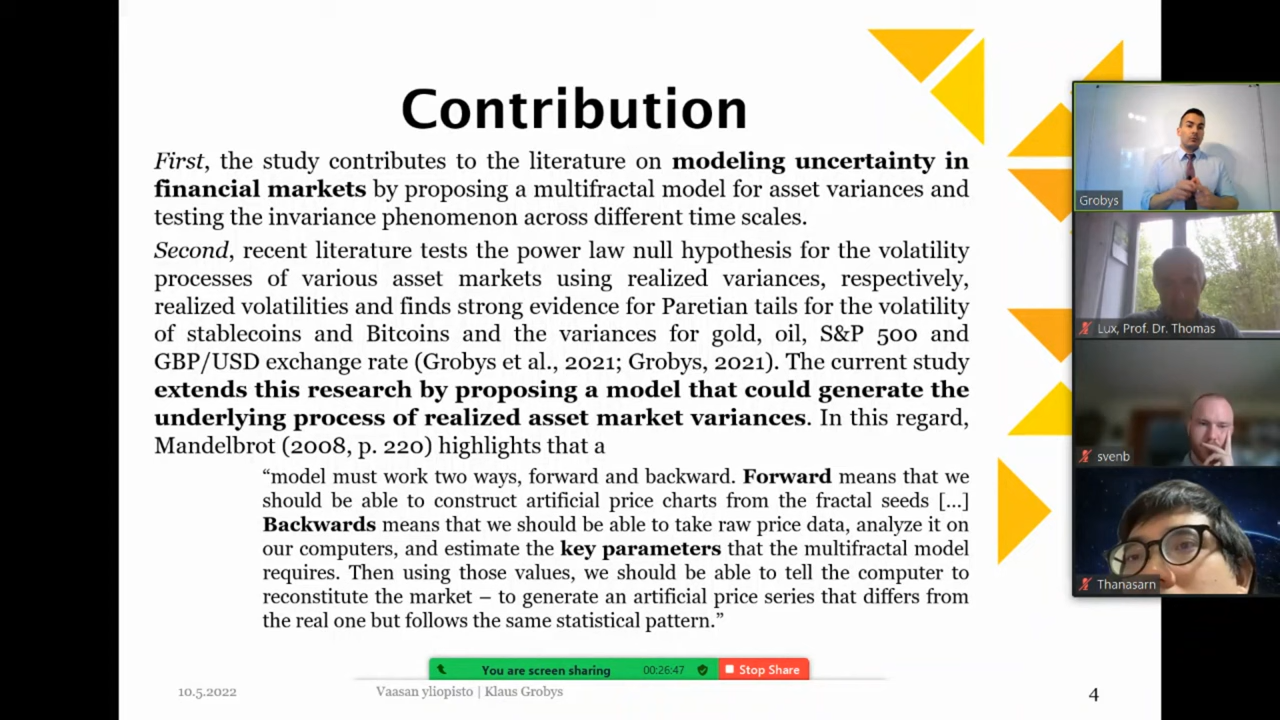 Contribution
First, the study contributes to the literature on modeling uncertainty in
financial markets by proposing a multifractal model for asset variances and
testing the invariance phenomenon across different time scales.
Second, recent literature tests the power law null hypothesis for the volatility
processes of various asset markets using realized variances, respectively,
realized volatilities and finds strong evidence for Paretian tails for the volatility
of stablecoins and Bitcoins and the variances for gold, oil, S&P 500 and
GBP/USD exchange rate (Grobys et al., 2021; Grobys, 2021). The current study
extends this research by proposing a model that could generate the
underlying process of realized asset market variances. In this regard,
Mandelbrot (2008, p. 220) highlights that a
“model must work two ways, forward and backward. Forward means that we
should be able to construct artificial price charts from the fractal seeds [...]
Backwards means that we should be able to take raw price data, analyze it on
our computers, and estimate the key parameters that the multifractal model
requires. Then using those values, we should be able to tell the computer to
reconstitute the market – to generate an artificial price series that differs from
the real one but follows the same statistical pattern.”
You are screen sharing 00:26:47 Stop Share
10.5.2022 Vaasan yliopisto | Klaus Grobys 4
Grobys
Lux, Prof. Dr. Thomas
svenb
Thanasarn